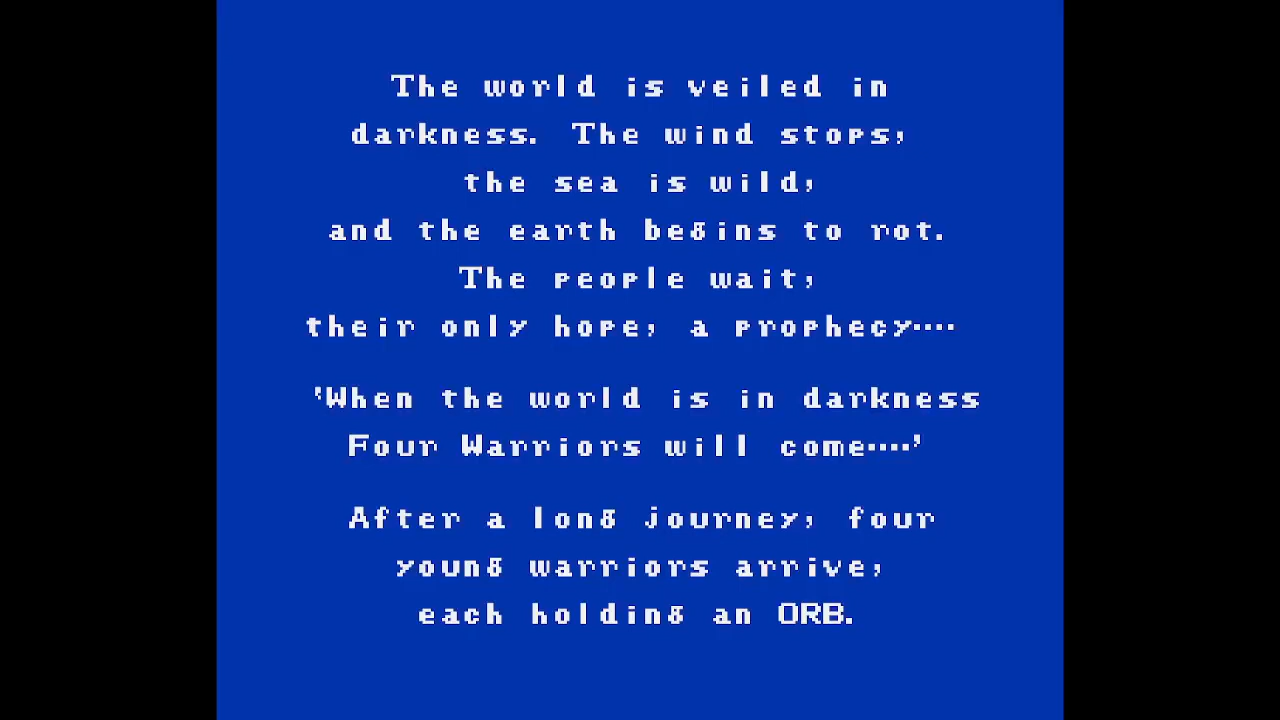 The world is veiled in
darkness. The wind stops,
the sea is wild,
and the earth begins to rot.
The people wait,
their only hope, a prophecy....
'When the world is in darkness
Four Warriors will come....'
After a long journey, four
young warriors arrive,
each holding an ORB.